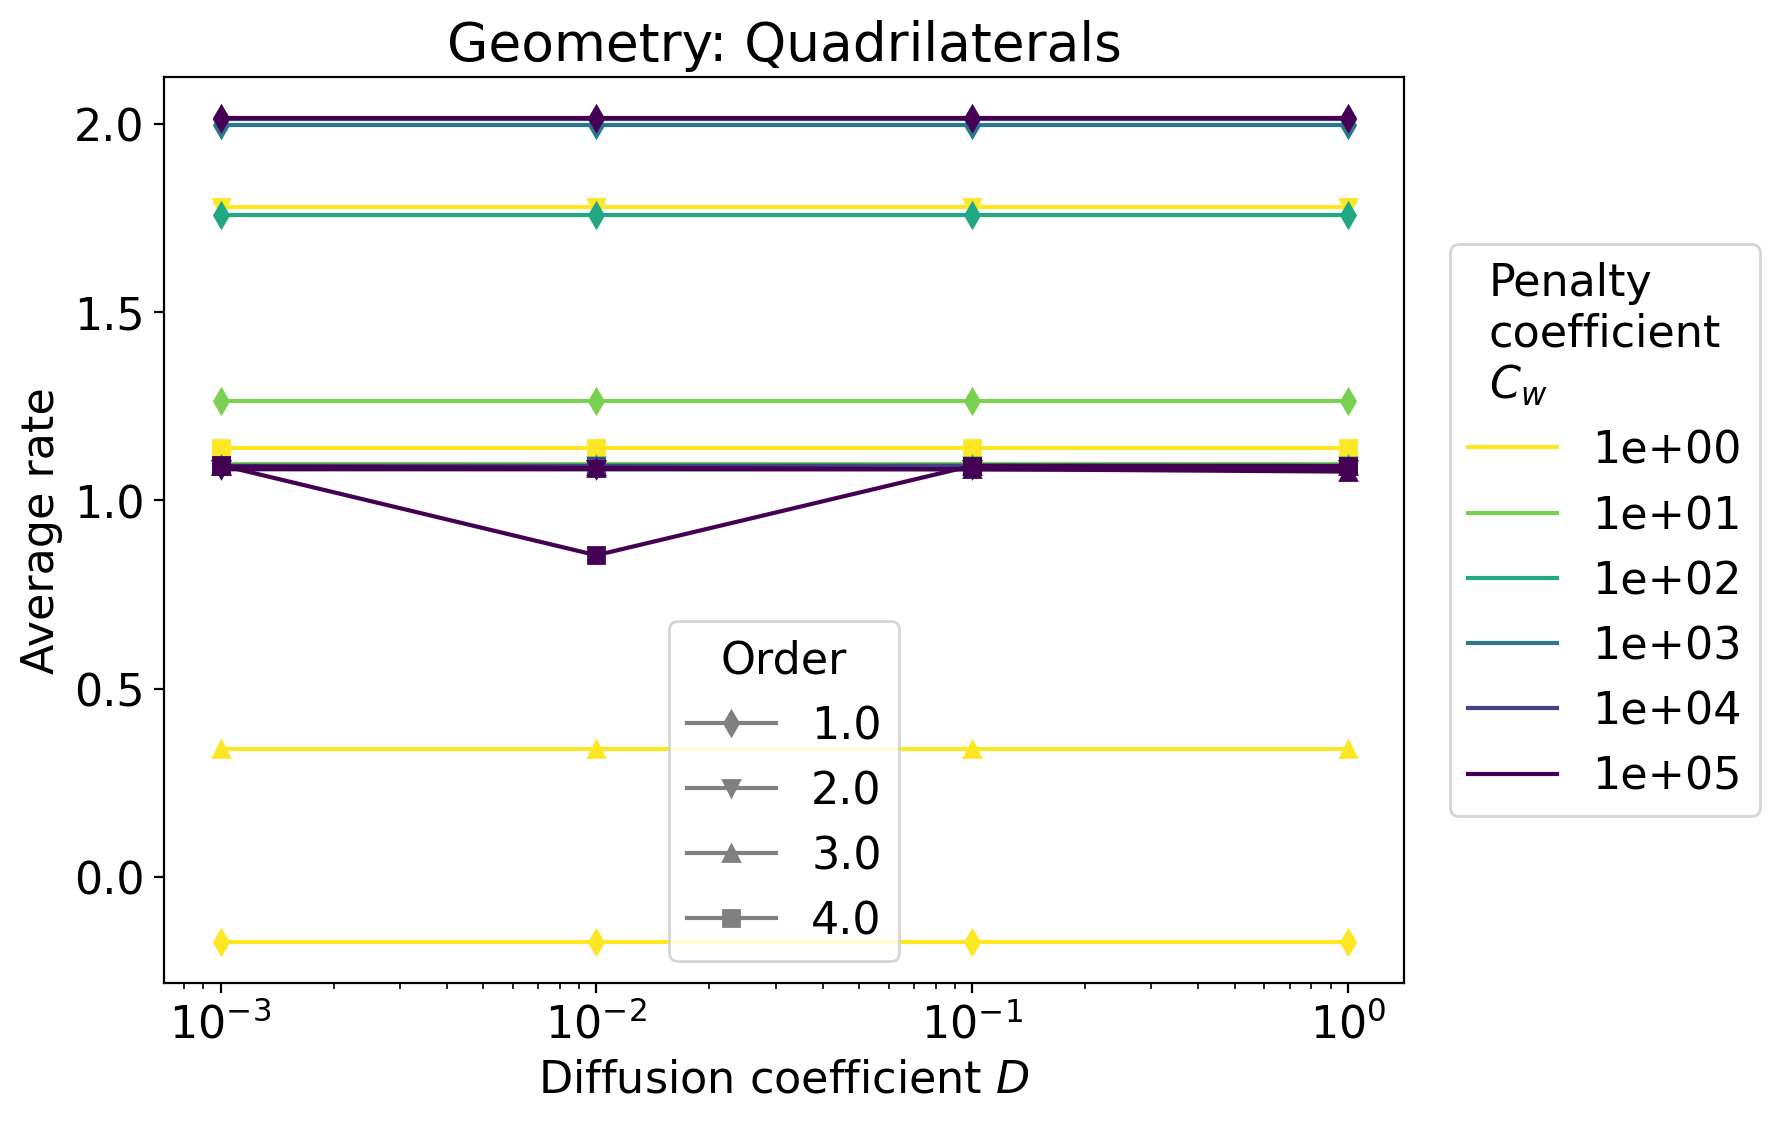 Geometry: Quadrilaterals
Average rate
2.0
1.5
1.0
0.5
0.0
10⁻³
10⁻²
10⁻¹
10⁰
Diffusion coefficient D
Order
1.0
2.0
3.0
4.0
Penalty
coefficient
C_w
1e+00
1e+01
1e+02
1e+03
1e+04
1e+05